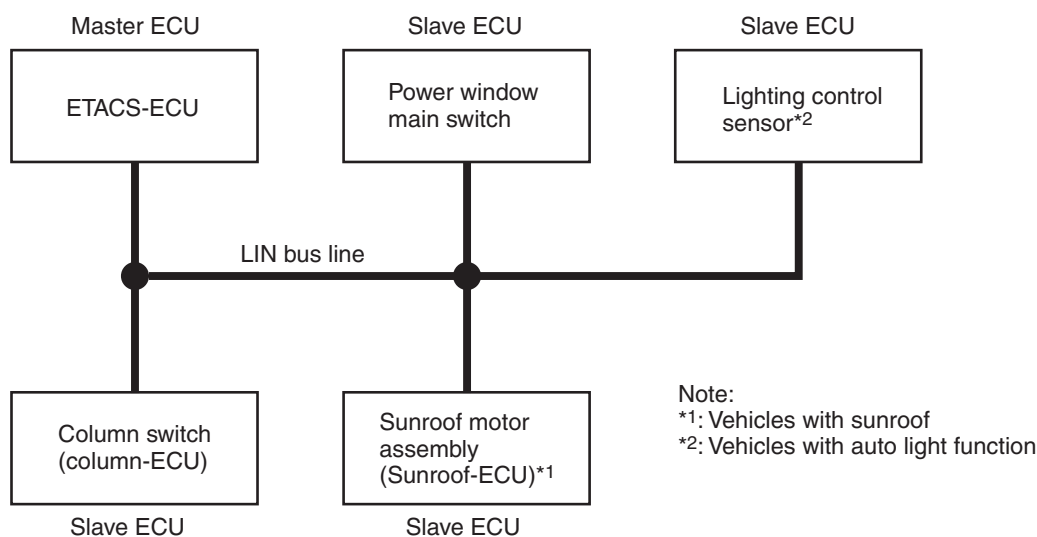 Master ECU
ETACS-ECU
Slave ECU
Power window
main switch
Slave ECU
Lighting control
sensor*2
LIN bus line
Column switch
(column-ECU)
Slave ECU
Sunroof motor
assembly
(Sunroof-ECU)*1
Slave ECU
Note:
*1: Vehicles with sunroof
*2: Vehicles with auto light function